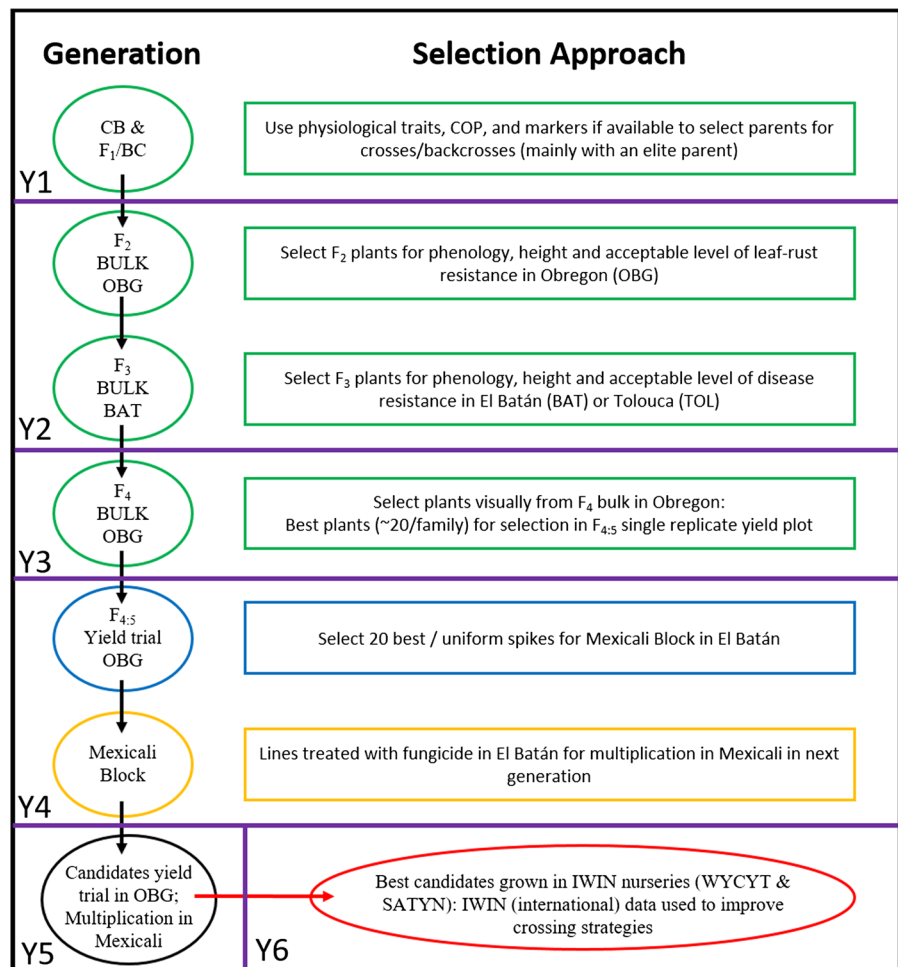 Generation
Selection Approach
CB &
F₁/BC
Use physiological traits, COP, and markers if available to select parents for
crosses/backcrosses (mainly with an elite parent)
Y1
F₂
BULK
OBG
Select F₂ plants for phenology, height and acceptable level of leaf-rust
resistance in Obregon (OBG)
F₃
BULK
BAT
Select F₃ plants for phenology, height and acceptable level of disease
resistance in El Batán (BAT) or Tolouca (TOL)
Y2
F₄
BULK
OBG
Select plants visually from F₄ bulk in Obregon:
Best plants (~20/family) for selection in F₄:₅ single replicate yield plot
Y3
F₄:₅
Yield trial
OBG
Select 20 best / uniform spikes for Mexicali Block in El Batán
Mexicali
Block
Lines treated with fungicide in El Batán for multiplication in Mexicali in next
generation
Y4
Candidates yield
trial in OBG;
Multiplication in
Mexicali
Y5
Best candidates grown in IWIN nurseries (WYCYT &
SATYN): IWIN (international) data used to improve
crossing strategies
Y6